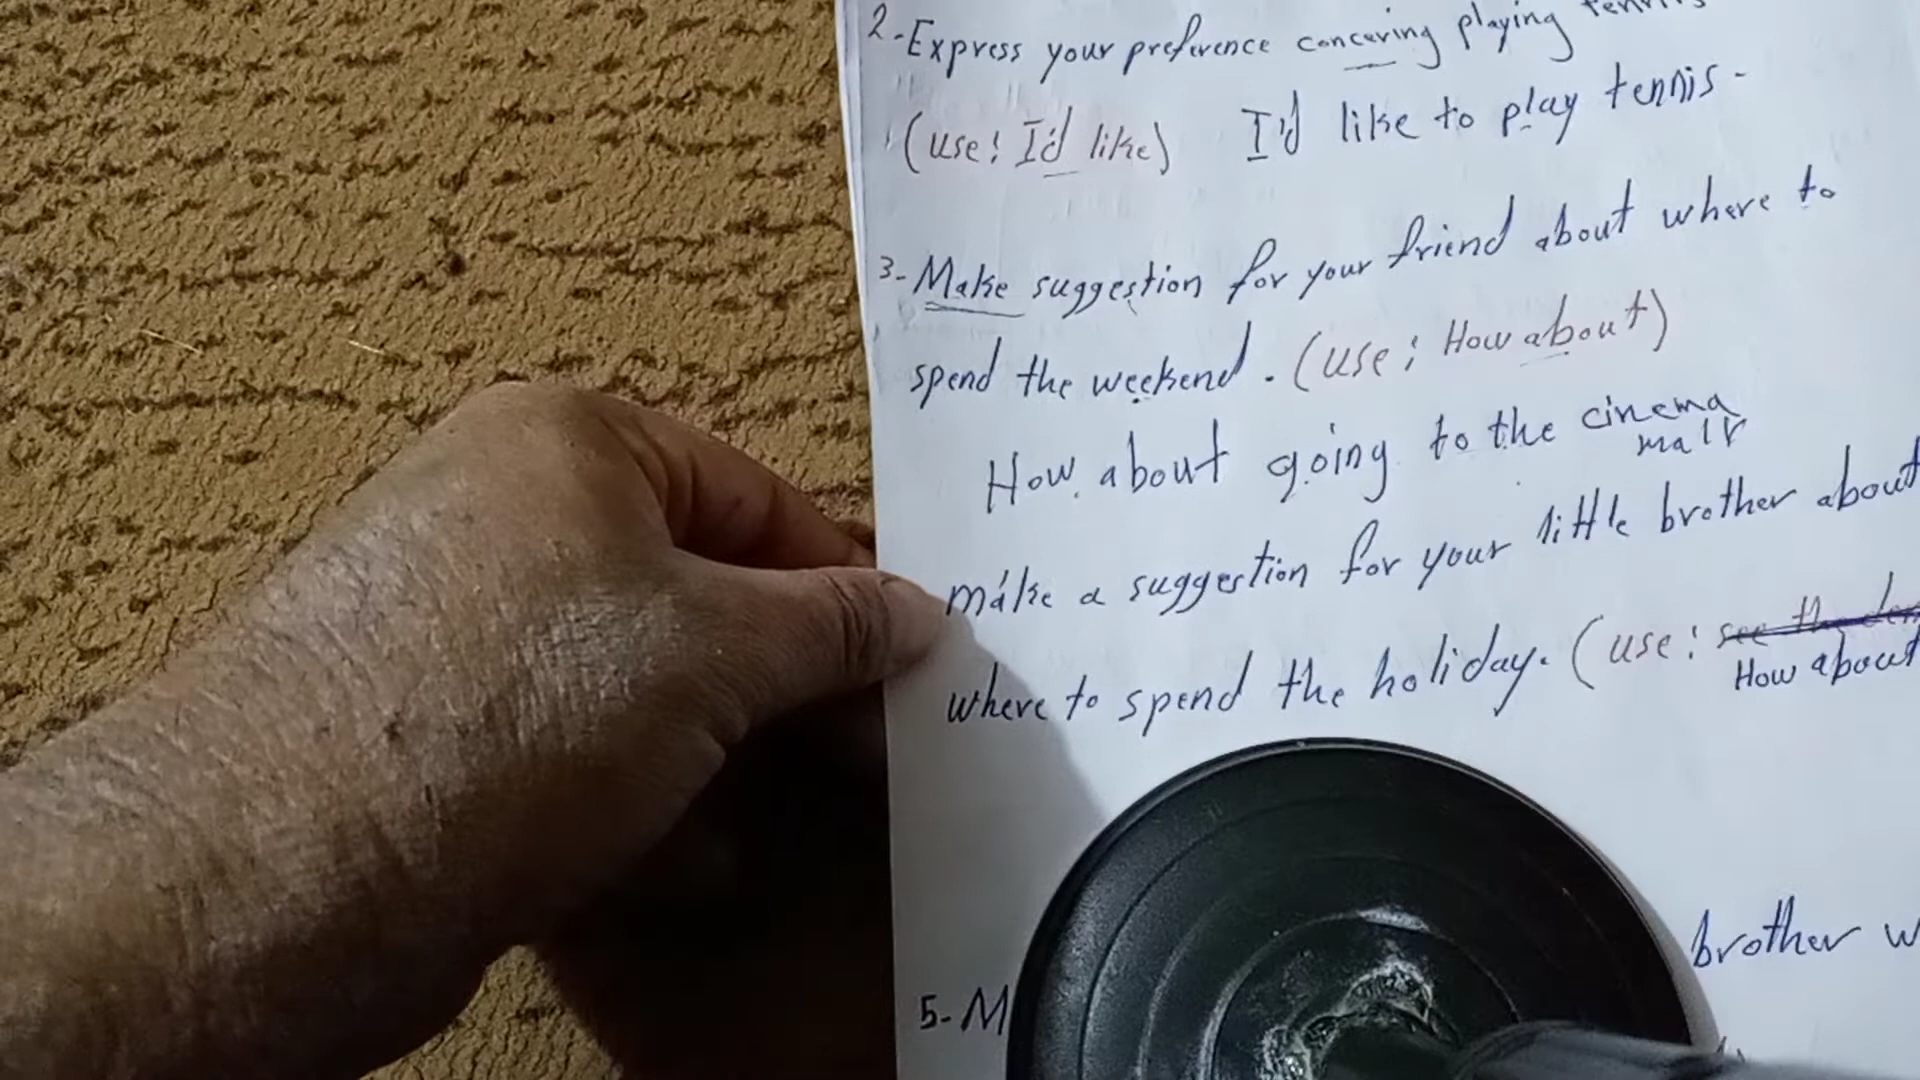 2-Express your preference concering playing tennis
(use: I'd like) I'd like to play tennis-
3-Make suggestion for your friend about where to
spend the weekend. (use: How about)
How about going to the cinema
make a suggestion for your little brother about
where to spend the holiday. (use:
How about
brother
5-M